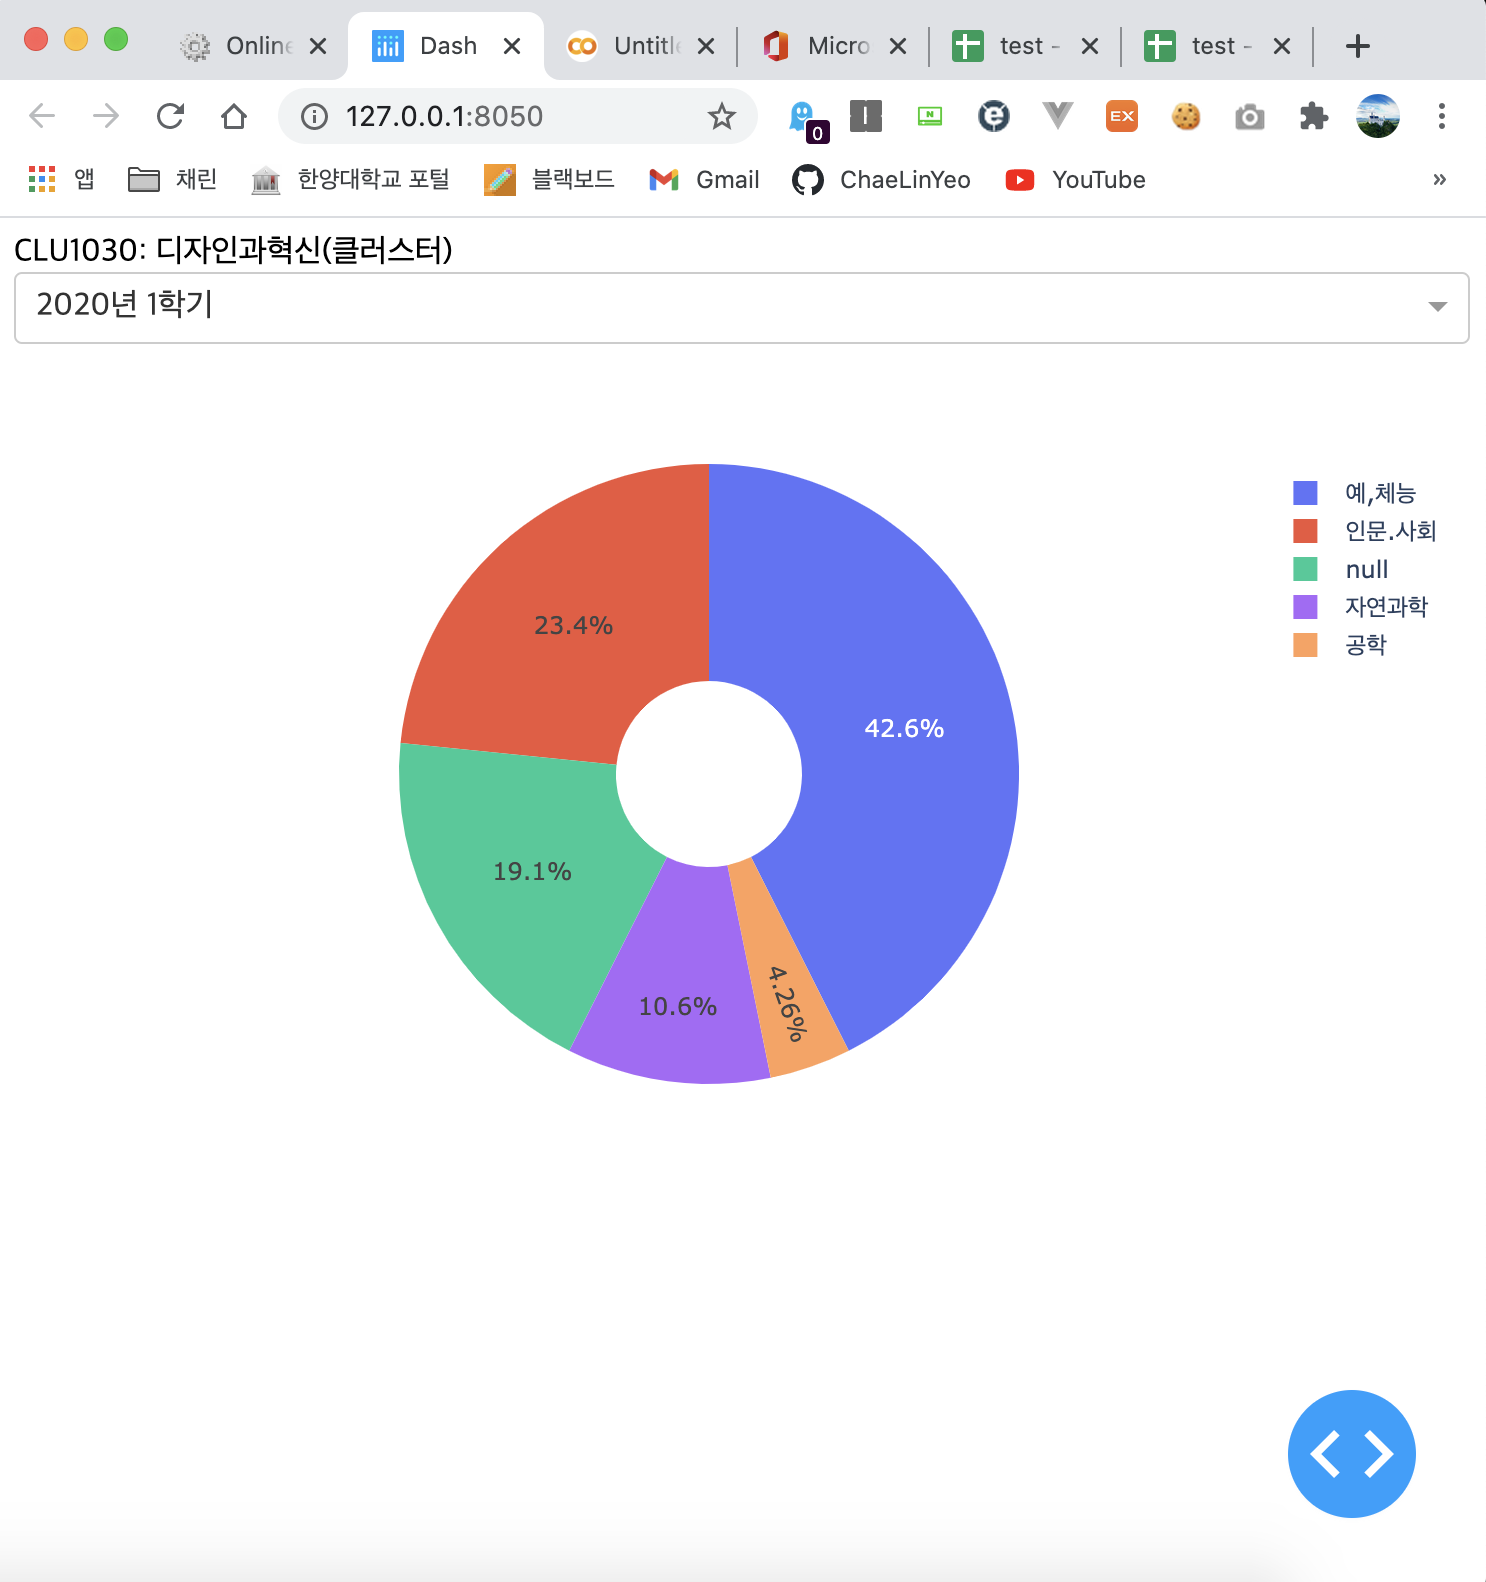 Online
Dash
Untitle
Micro
test -
test -
127.0.0.1:8050
0
N
e
EX
앱
채린
한양대학교 포털
블랙보드
Gmail
ChaeLinYeo
YouTube
»
CLU1030: 디자인과혁신(클러스터)
2020년 1학기
예,체능
인문.사회
null
자연과학
공학
23.4%
42.6%
19.1%
10.6%
4.26%